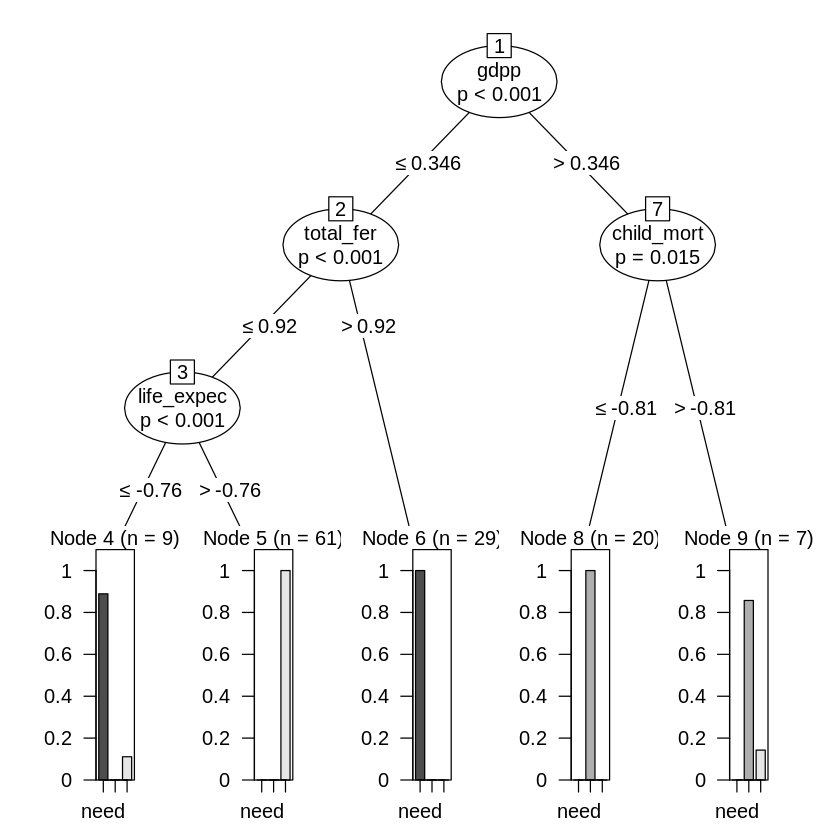 1
gdpp
p < 0.001
≤ 0.346
> 0.346
2
total_fer
p < 0.001
7
child_mort
p = 0.015
≤ 0.92
> 0.92
3
life_expec
p < 0.001
≤ -0.81
> -0.81
≤ -0.76
> -0.76
Node 4 (n = 9)
Node 5 (n = 61)
Node 6 (n = 29)
Node 8 (n = 20)
Node 9 (n = 7)
1
0.8
0.6
0.4
0.2
0
need
1
0.8
0.6
0.4
0.2
0
need
1
0.8
0.6
0.4
0.2
0
need
1
0.8
0.6
0.4
0.2
0
need
1
0.8
0.6
0.4
0.2
0
need